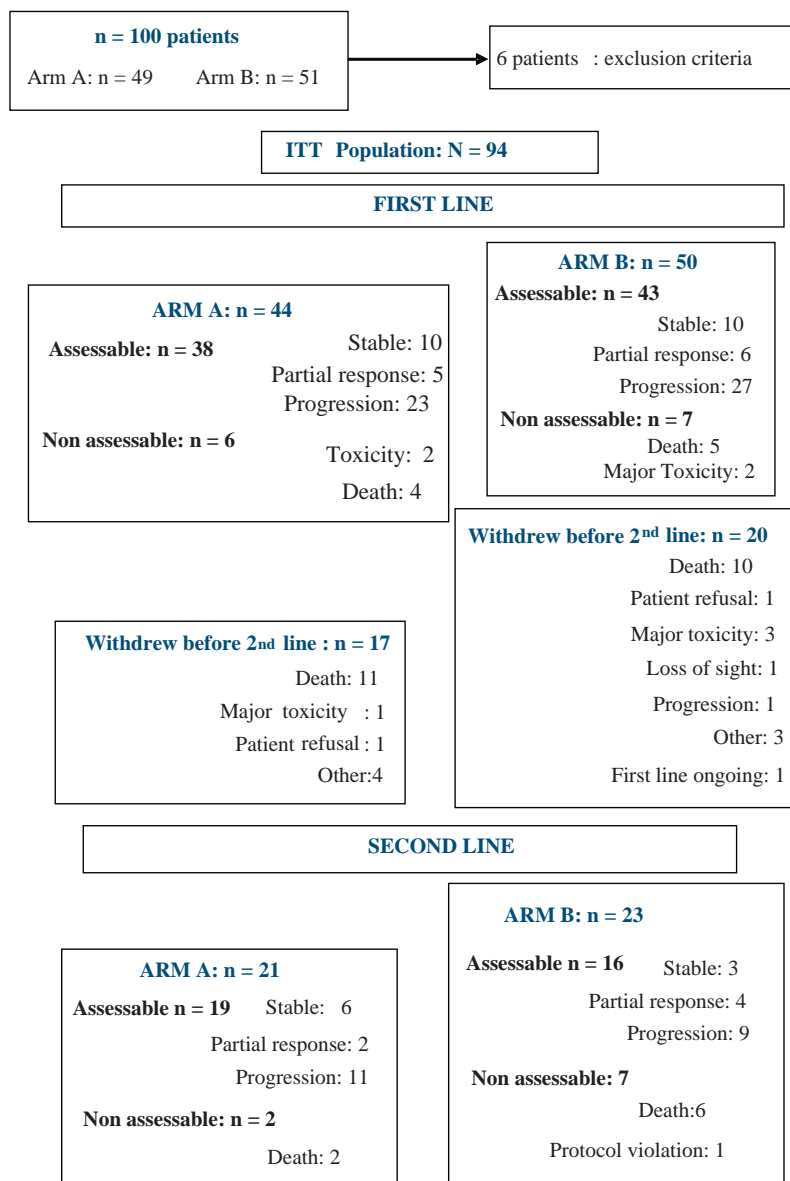 n = 100 patients
Arm A: n = 49 Arm B: n = 51
6 patients : exclusion criteria
ITT Population: N = 94
FIRST LINE
ARM A: n = 44
Assessable: n = 38
Stable: 10
Partial response: 5
Progression: 23
Non assessable: n = 6
Toxicity: 2
Death: 4
ARM B: n = 50
Assessable: n = 43
Stable: 10
Partial response: 6
Progression: 27
Non assessable: n = 7
Death: 5
Major Toxicity: 2
Withdrew before 2nd line : n = 17
Death: 11
Major toxicity : 1
Patient refusal : 1
Other:4
Withdrew before 2nd line: n = 20
Death: 10
Patient refusal: 1
Major toxicity: 3
Loss of sight: 1
Progression: 1
Other: 3
First line ongoing: 1
SECOND LINE
ARM A: n = 21
Assessable n = 19 Stable: 6
Partial response: 2
Progression: 11
Non assessable: n = 2
Death: 2
ARM B: n = 23
Assessable n = 16 Stable: 3
Partial response: 4
Progression: 9
Non assessable: 7
Death:6
Protocol violation: 1